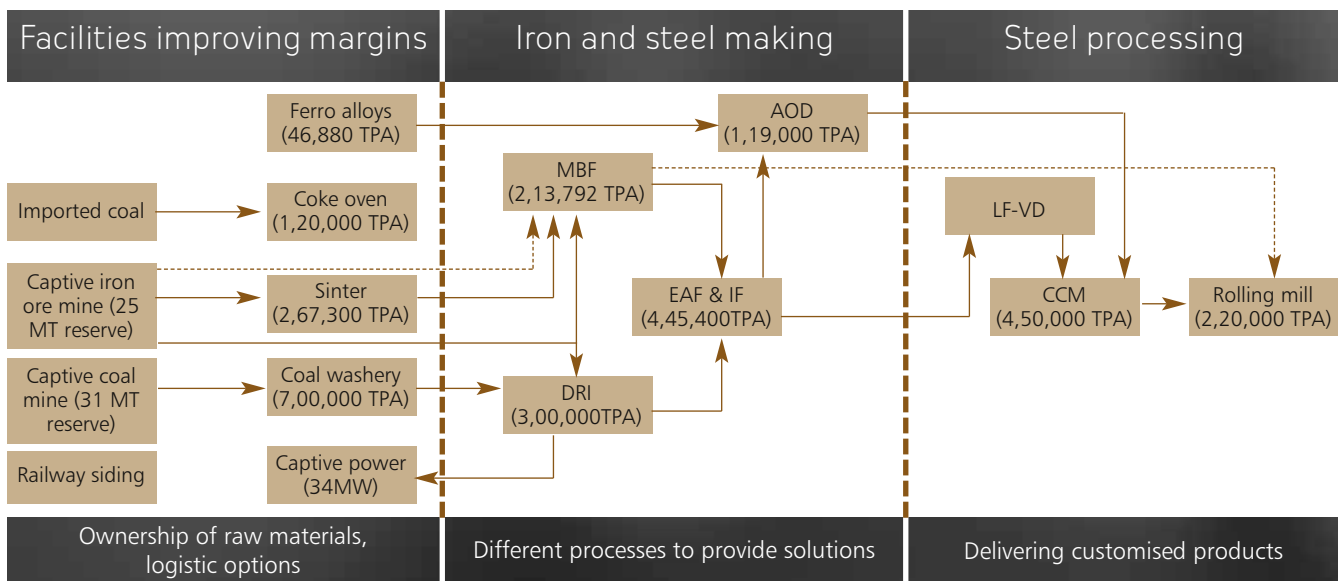 Facilities improving margins
Iron and steel making
Steel processing
Ferro alloys
(46,880 TPA)
AOD
(1,19,000 TPA)
MBF
(2,13,792 TPA)
Imported coal
Coke oven
(1,20,000 TPA)
LF-VD
Captive iron
ore mine (25
MT reserve)
Sinter
(2,67,300 TPA)
EAF & IF
(4,45,400TPA)
CCM
(4,50,000 TPA)
Rolling mill
(2,20,000 TPA)
Captive coal
mine (31 MT
reserve)
Coal washery
(7,00,000 TPA)
DRI
(3,00,000TPA)
Railway siding
Captive power
(34MW)
Ownership of raw materials,
logistic options
Different processes to provide solutions
Delivering customised products